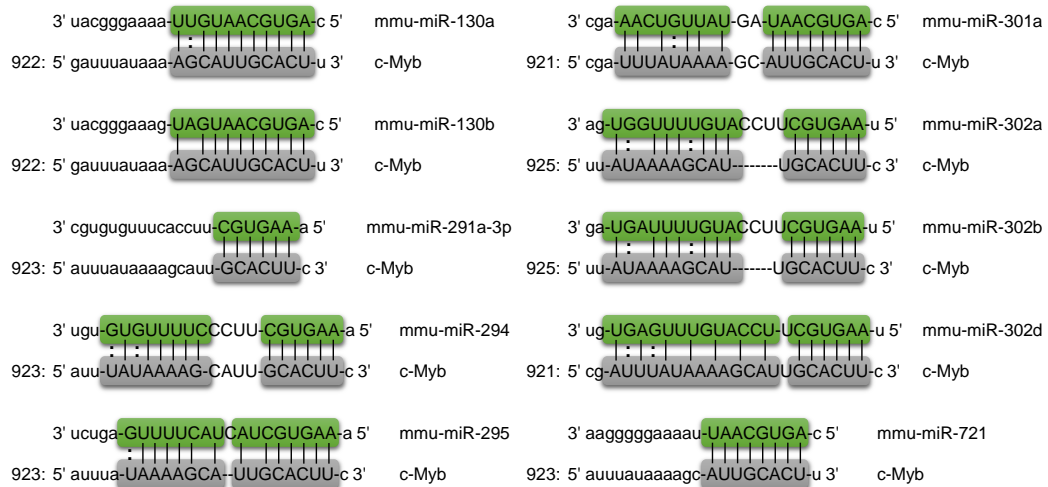 3' uacgggaaaa-UUGUAACGUGA-c 5' mmu-miR-130a
922: 5' gauuuauaaa-AGCAUUGCACU-u 3' c-Myb
3' uacgggaaag-UAGUAACGUGA-c 5' mmu-miR-130b
922: 5' gauuuauaaa-AGCAUUGCACU-u 3' c-Myb
3' cguguguuucaccuu-CGUGAA-a 5' mmu-miR-291a-3p
923: 5' auuuauaaaagcauu-GCACUU-c 3' c-Myb
3' ugu-GUGUUUUCCCUU-CGUGAA-a 5' mmu-miR-294
923: 5' auu-UAUAAAAG-CAUU-GCACUU-c 3' c-Myb
3' ucuga-GUUUUCAUCAUCGUGAA-a 5' mmu-miR-295
923: 5' auuua-UAAAAGCA--UUGCACUU-c 3' c-Myb
3' cga-AACUGUUAU-GA-UAACGUGA-c 5' mmu-miR-301a
921: 5' cga-UUUAUAAAA-GC-AUUGCACU-u 3' c-Myb
3' ag-UGGUUUUGUACCUUCGUGAA-u 5' mmu-miR-302a
925: 5' uu-AUAAAAGCAU--------UGCACUU-c 3' c-Myb
3' ga-UGAUUUUGUACCUUCGUGAA-u 5' mmu-miR-302b
925: 5' uu-AUAAAAGCAU-------UGCACUU-c 3' c-Myb
3' ug-UGAGUUUGUACCU-UCGUGAA-u 5' mmu-miR-302d
921: 5' cg-AUUUAUAAAAGCAUUGCACUU-c 3' c-Myb
3' aagggggaaaau-UAACGUGA-c 5' mmu-miR-721
923: 5' auuuauaaaagc-AUUGCACU-u 3' c-Myb